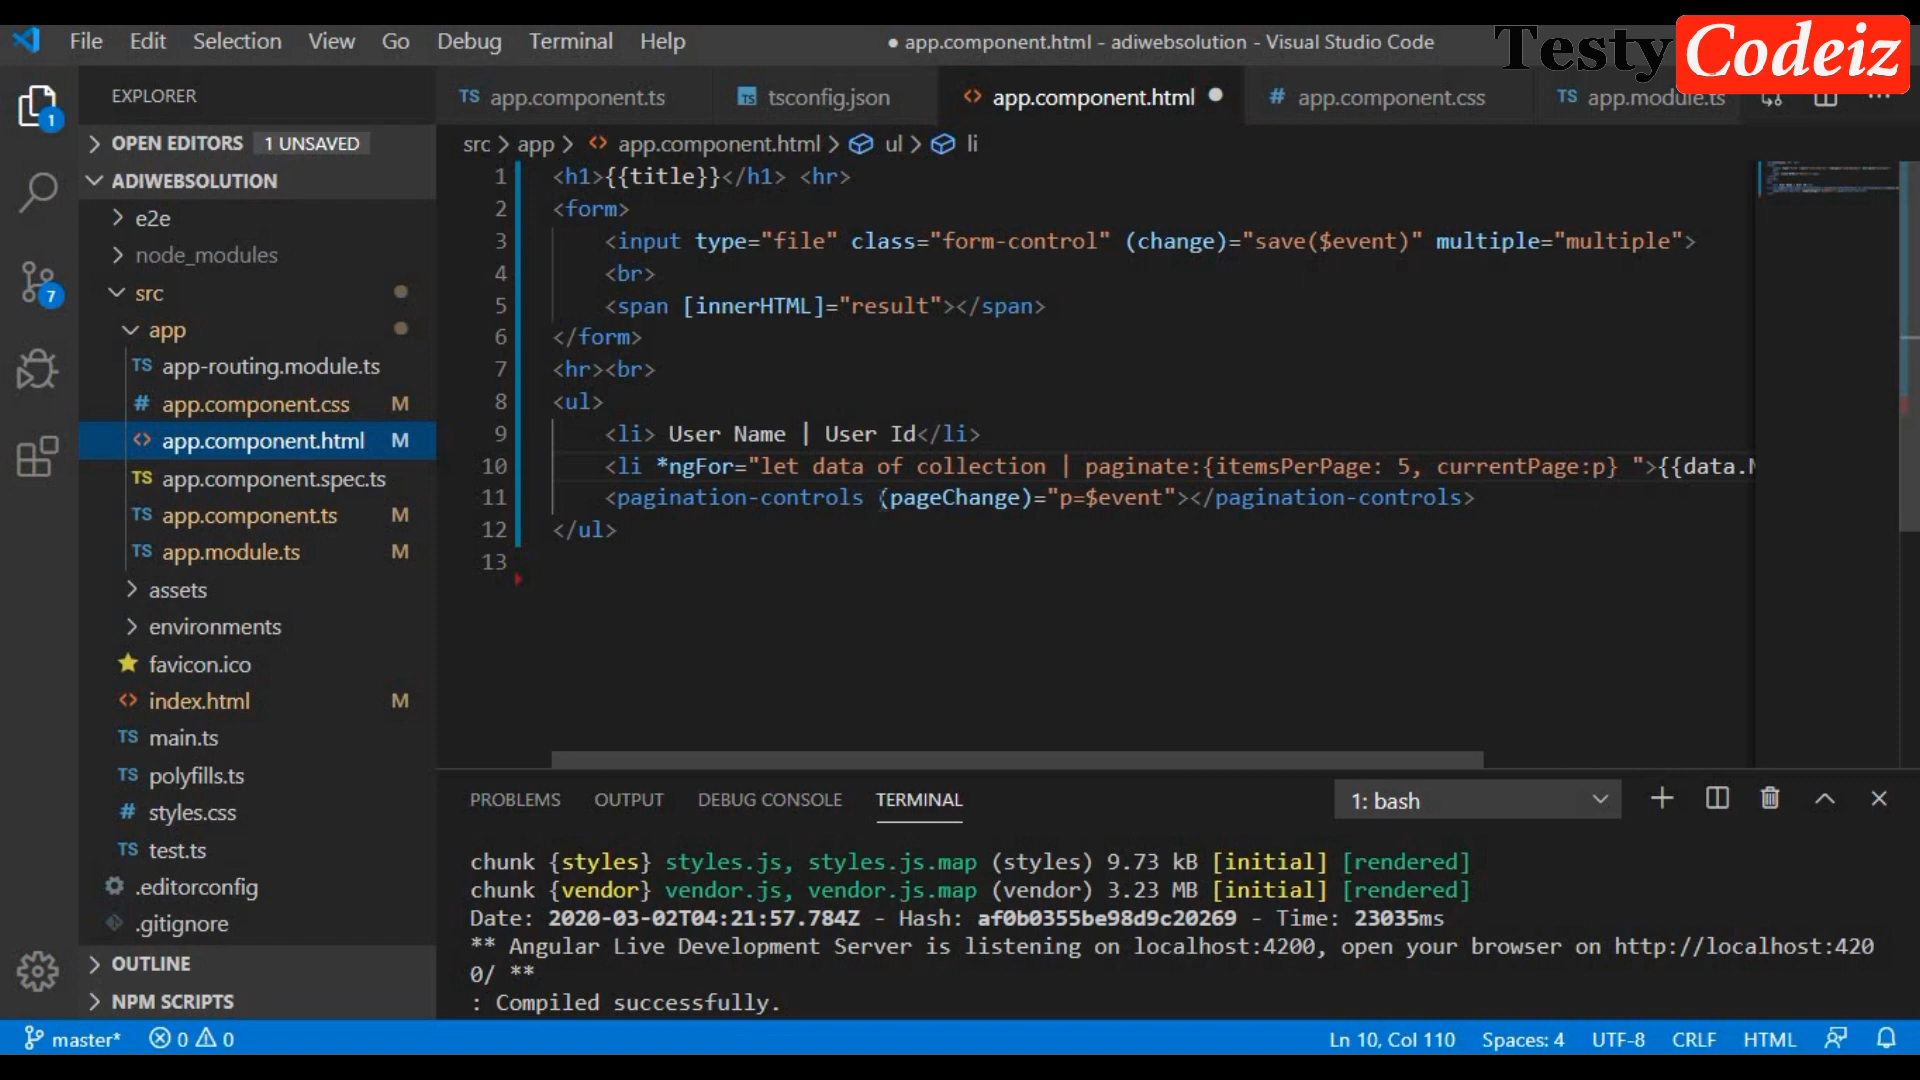 File Edit Selection View Go Debug Terminal Help
● app.component.html - adiwebsolution - Visual Studio Code
Testy Codeiz
EXPLORER
OPEN EDITORS 1 UNSAVED
ADIWEBSOLUTION
e2e
node_modules
src
app
TS app-routing.module.ts
# app.component.css M
<> app.component.html M
TS app.component.spec.ts
TS app.component.ts M
TS app.module.ts M
assets
environments
favicon.ico
<> index.html M
TS main.ts
TS polyfills.ts
# styles.css
TS test.ts
.editorconfig
.gitignore
OUTLINE
NPM SCRIPTS
1
7
TS app.component.ts TS tsconfig.json <> app.component.html ● # app.component.css TS app.module.ts
src > app > <> app.component.html > ul > li
1 <h1>{{title}}</h1> <hr>
2 <form>
3 <input type="file" class="form-control" (change)="save($event)" multiple="multiple">
4 <br>
5 <span [innerHTML]="result"></span>
6 </form>
7 <hr><br>
8 <ul>
9 <li> User Name | User Id</li>
10 <li *ngFor="let data of collection | paginate:{itemsPerPage: 5, currentPage:p} ">{{data.N
11 <pagination-controls (pageChange)="p=$event"></pagination-controls>
12 </ul>
13
PROBLEMS OUTPUT DEBUG CONSOLE TERMINAL
1: bash
chunk {styles} styles.js, styles.js.map (styles) 9.73 kB [initial] [rendered]
chunk {vendor} vendor.js, vendor.js.map (vendor) 3.23 MB [initial] [rendered]
Date: 2020-03-02T04:21:57.784Z - Hash: af0b0355be98d9c20269 - Time: 23035ms
** Angular Live Development Server is listening on localhost:4200, open your browser on http://localhost:420
0/ **
: Compiled successfully.
master* 0 0
Ln 10, Col 110 Spaces: 4 UTF-8 CRLF HTML